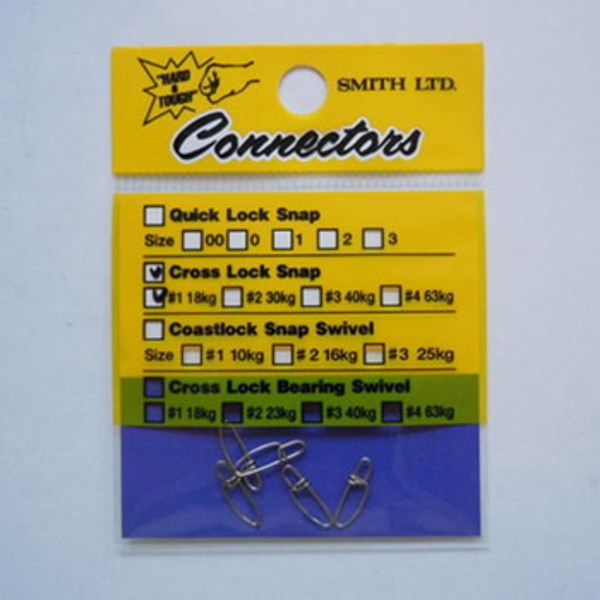 "HARD
&
TOUGH"
SMITH LTD.
Connectors
Quick Lock Snap
Size 00 0 1 2 3
Cross Lock Snap
#1 18kg #2 30kg #3 40kg #4 63kg
Coastlock Snap Swivel
Size #1 10kg #2 16kg #3 25kg
Cross Lock Bearing Swivel
#1 18kg #2 23kg #3 40kg #4 63kg